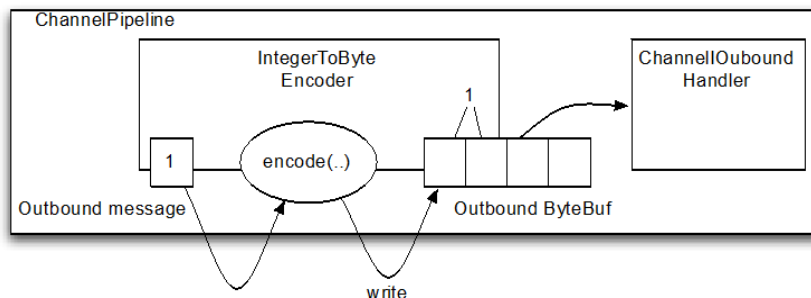 ChannelPipeline
IntegerToByte
Encoder
ChannelIOubound
Handler
1
1
encode(..)
Outbound message
Outbound ByteBuf
write